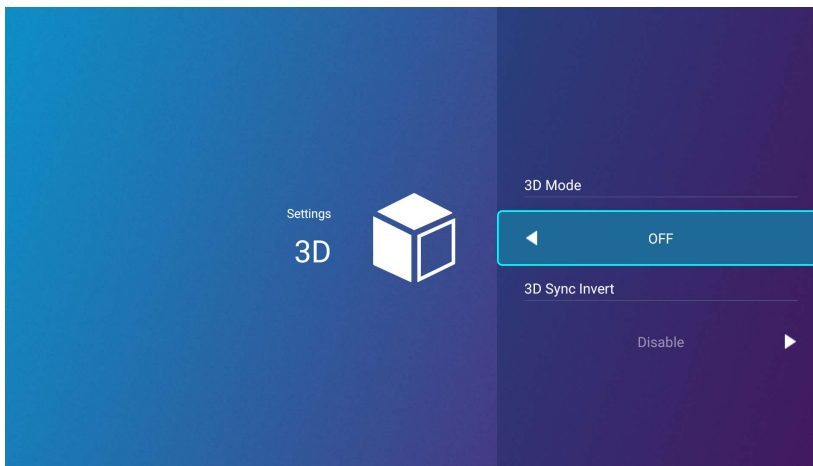 Settings
3D
3D Mode
OFF
3D Sync Invert
Disable